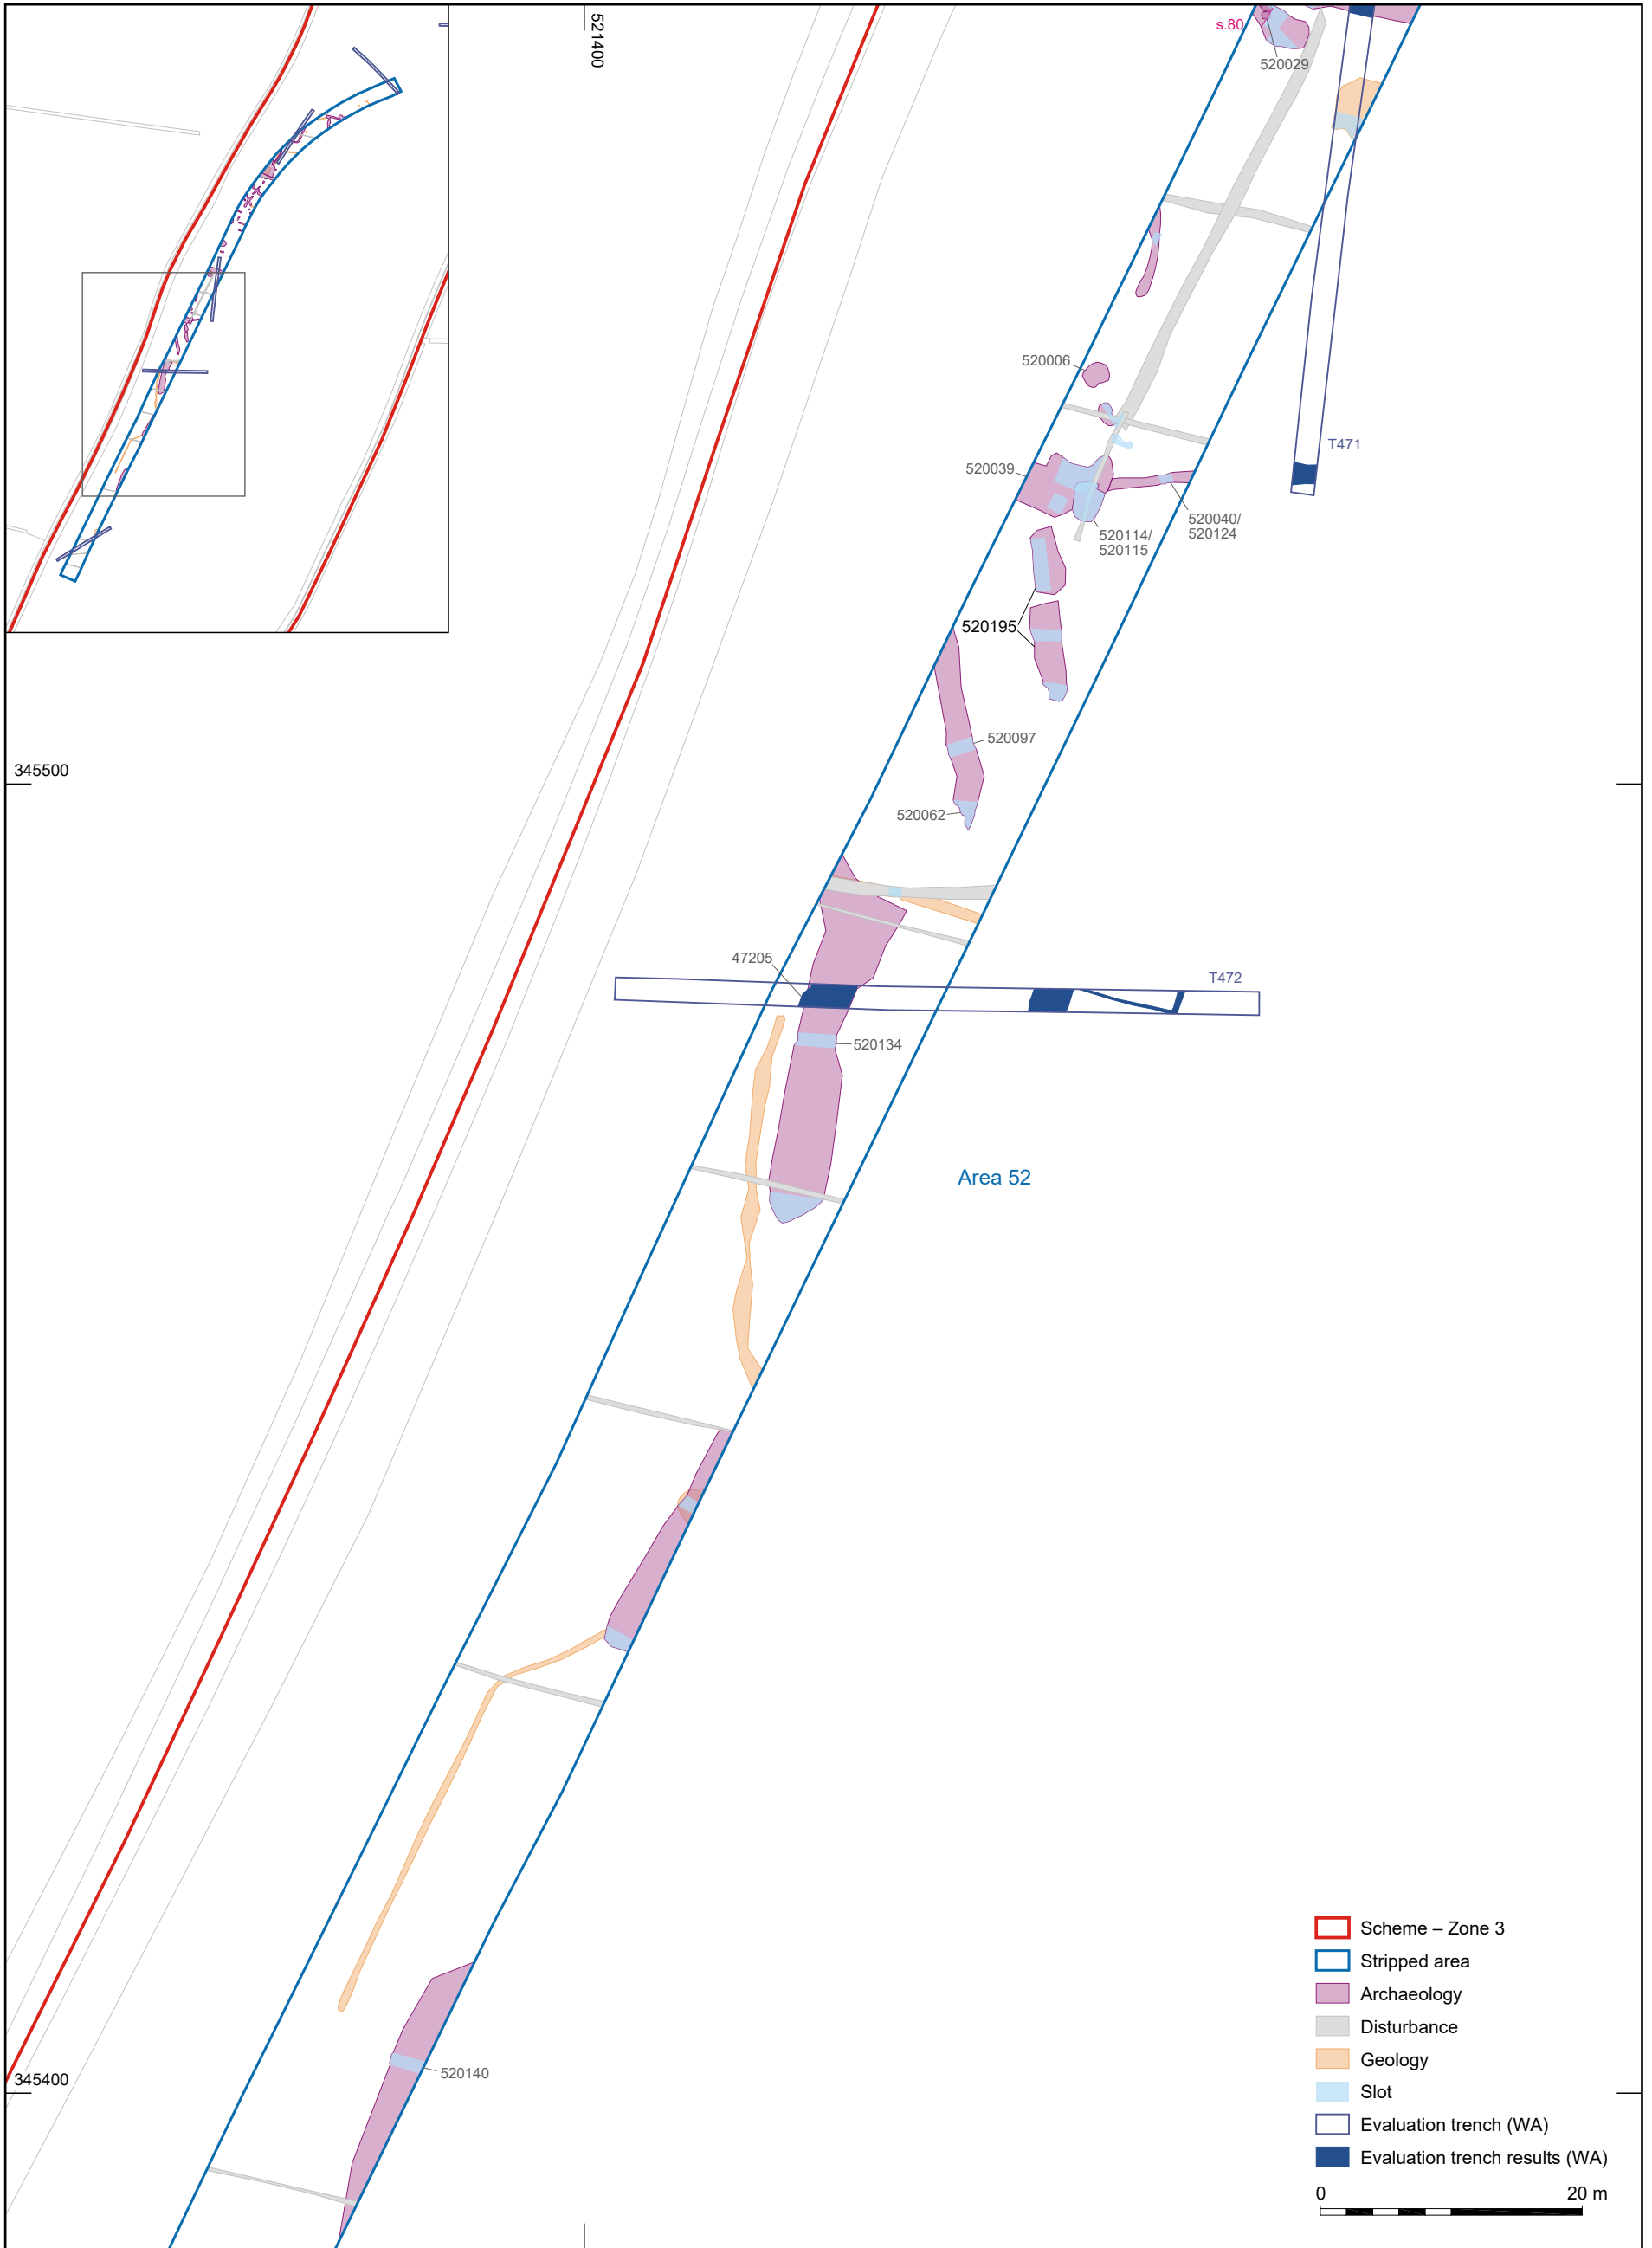 521400
s.80
520029
520006
T471
520039
520040/
520124
520114/
520115
520195
520097
345500
520062
47205
T472
520134
Area 52
520140
345400
Scheme – Zone 3
Stripped area
Archaeology
Disturbance
Geology
Slot
Evaluation trench (WA)
Evaluation trench results (WA)
0 20 m